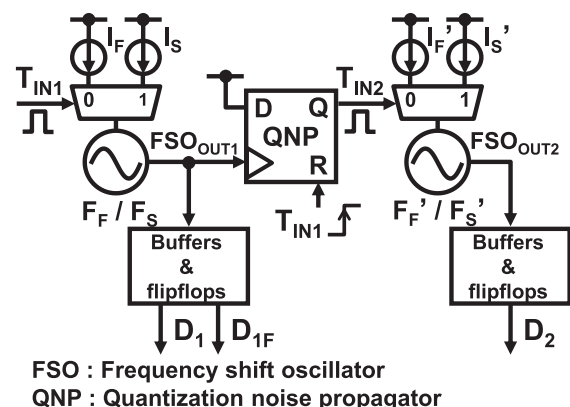 I_F I_S I_F' I_S'
T_IN1 0 1 D Q T_IN2 0 1
QNP
FSO_OUT1 R FSO_OUT2
F_F / F_S T_IN1 F_F' / F_S'
Buffers & flipflops
Buffers & flipflops
D_1 D_1F D_2
FSO : Frequency shift oscillator
QNP : Quantization noise propagator